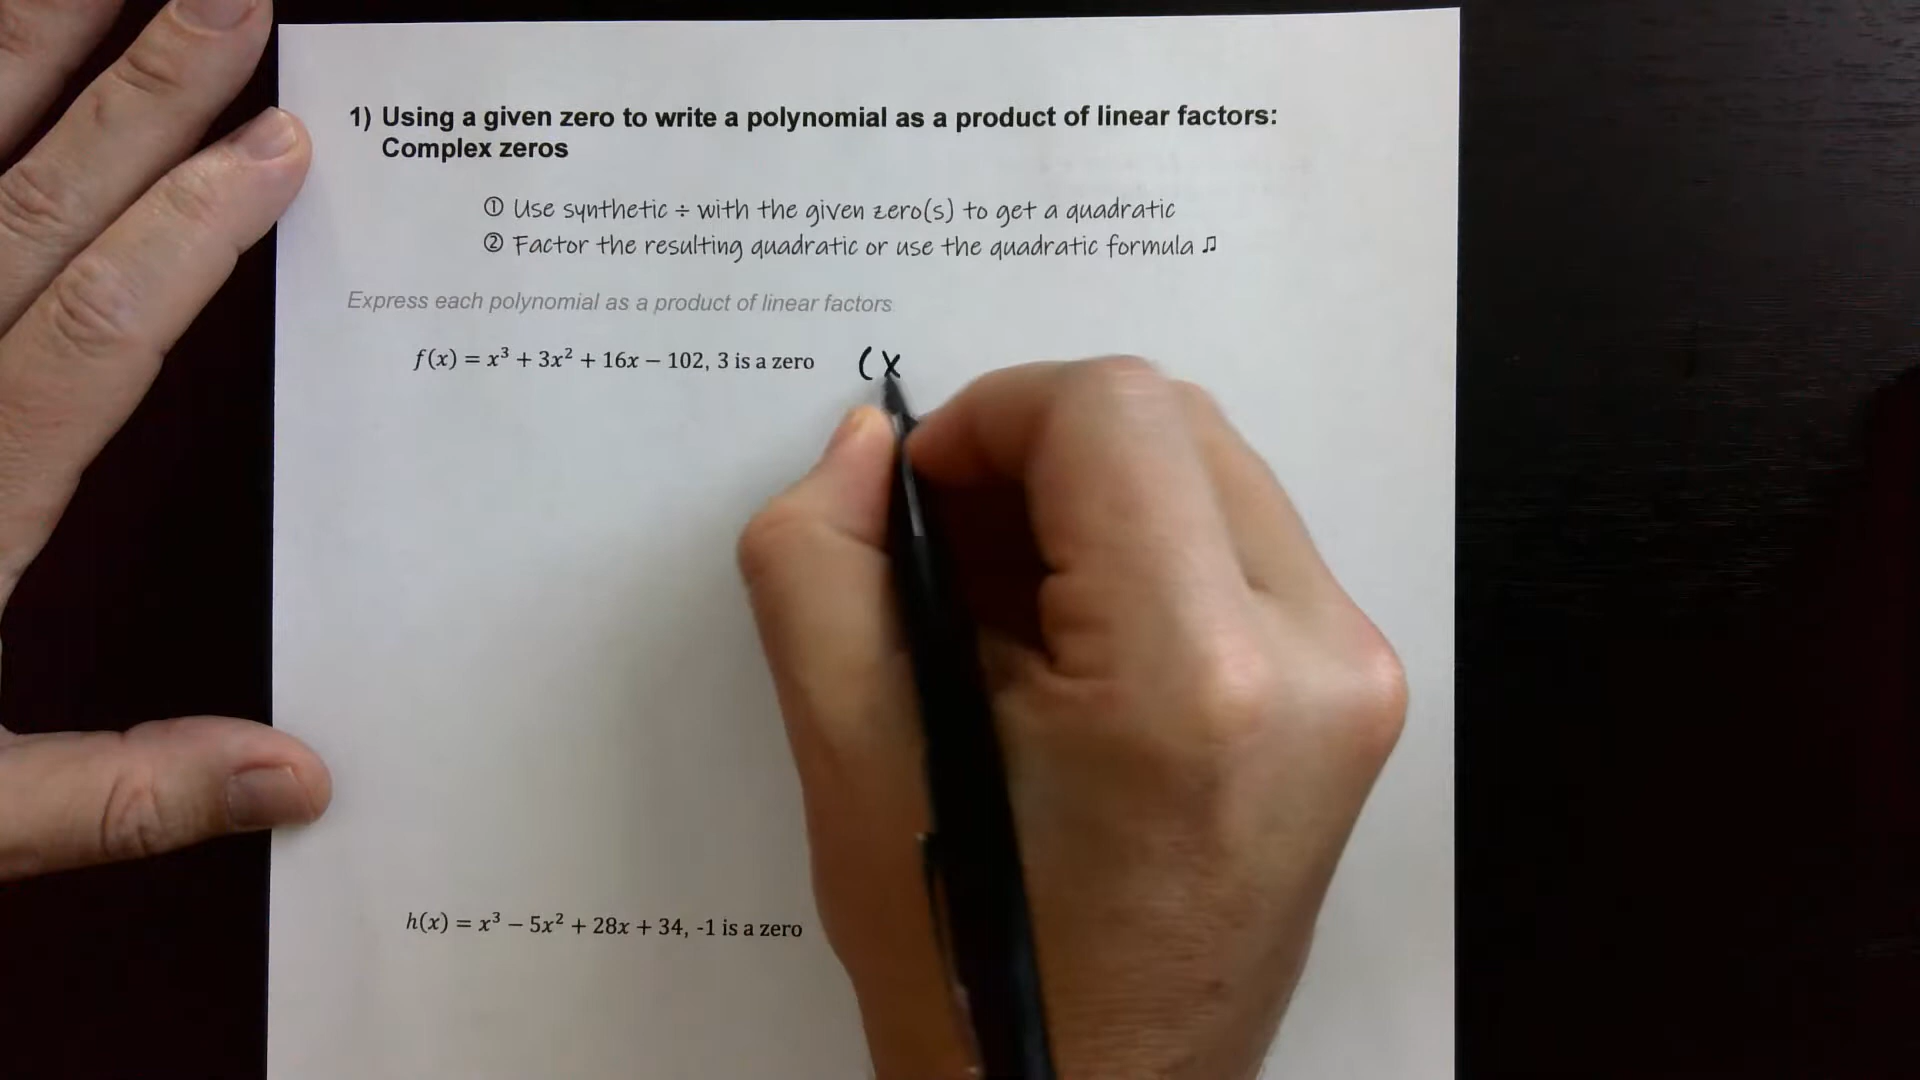 1) Using a given zero to write a polynomial as a product of linear factors:
Complex zeros
① Use synthetic ÷ with the given zero(s) to get a quadratic
② Factor the resulting quadratic or use the quadratic formula ♫
Express each polynomial as a product of linear factors.
f(x) = x³ + 3x² + 16x − 102, 3 is a zero (x
h(x) = x³ − 5x² + 28x + 34, -1 is a zero